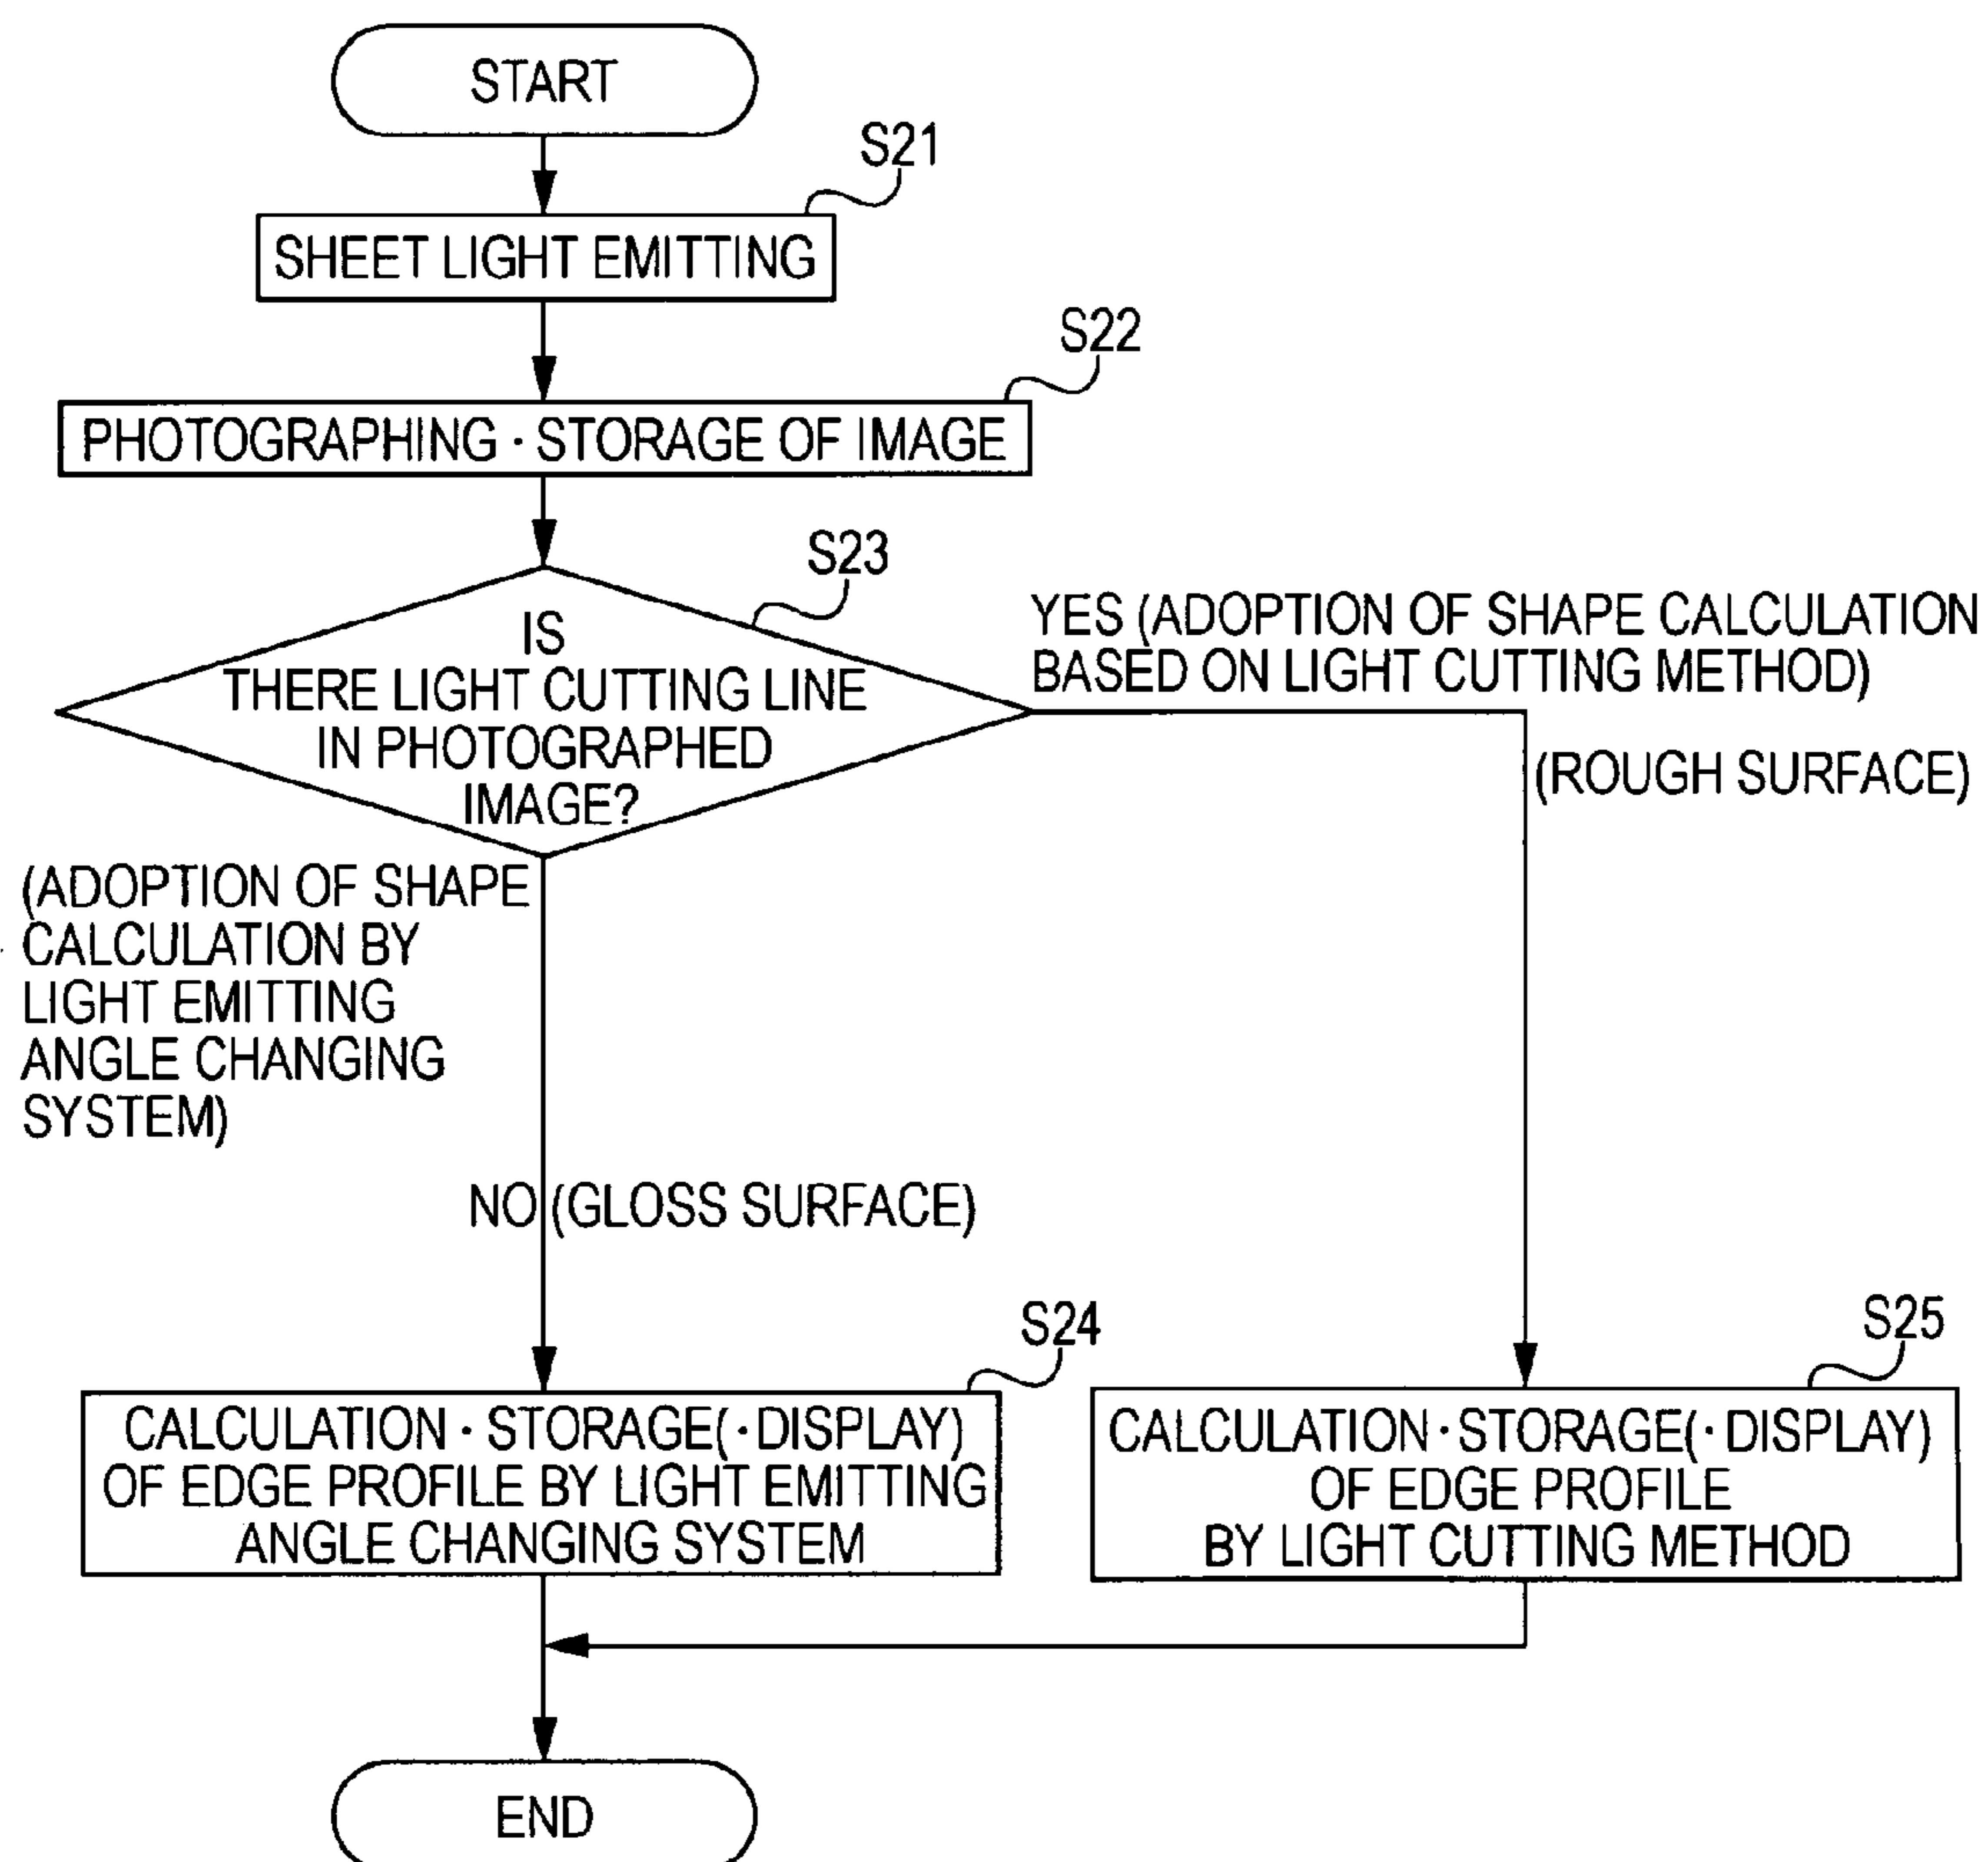 START
S21
SHEET LIGHT EMITTING
S22
PHOTOGRAPHING · STORAGE OF IMAGE
S23
IS
THERE LIGHT CUTTING LINE
IN PHOTOGRAPHED
IMAGE?
YES (ADOPTION OF SHAPE CALCULATION
BASED ON LIGHT CUTTING METHOD)
(ROUGH SURFACE)
(ADOPTION OF SHAPE
CALCULATION BY
LIGHT EMITTING
ANGLE CHANGING
SYSTEM)
NO (GLOSS SURFACE)
S24
CALCULATION · STORAGE( · DISPLAY)
OF EDGE PROFILE BY LIGHT EMITTING
ANGLE CHANGING SYSTEM
S25
CALCULATION · STORAGE( · DISPLAY)
OF EDGE PROFILE
BY LIGHT CUTTING METHOD
END